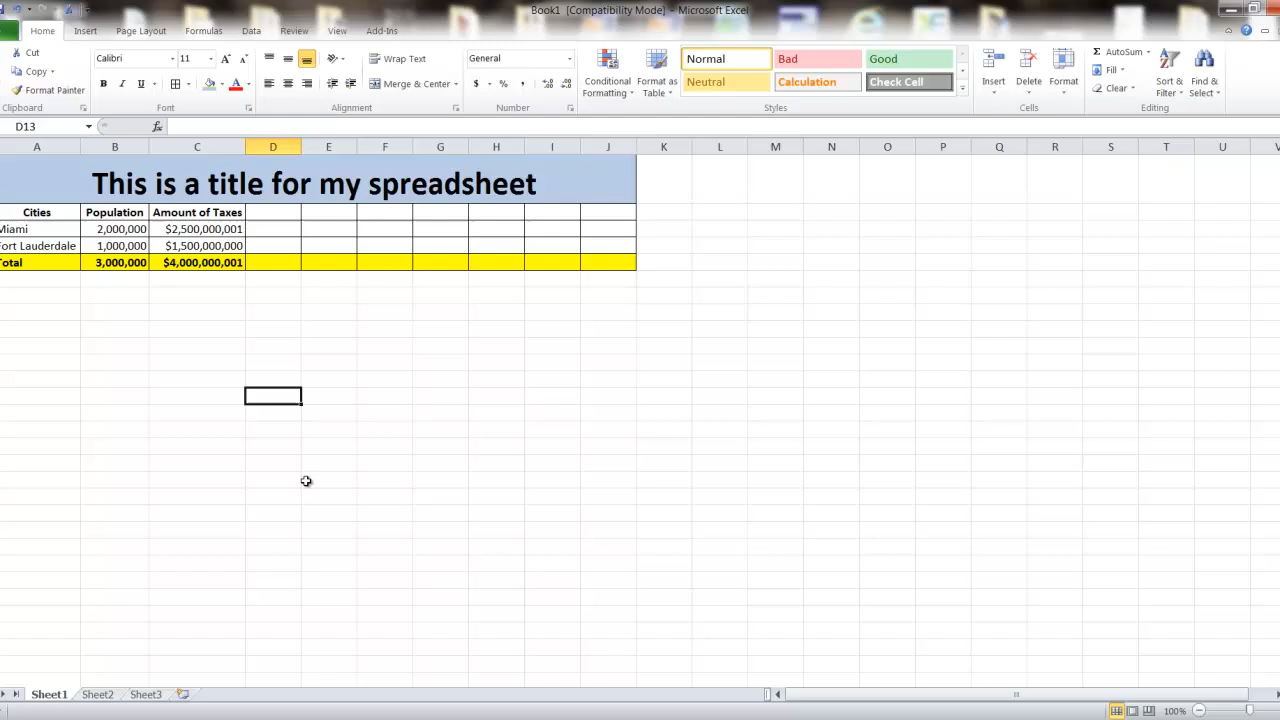 Book1 [Compatibility Mode] - Microsoft Excel
Home Insert Page Layout Formulas Data Review View Add-Ins
Cut
Copy
Format Painter
Clipboard
Calibri 11
B I U
Font
Wrap Text
Merge & Center
Alignment
General
$ % ,
Number
Conditional Formatting
Format as Table
Normal Bad Good
Neutral Calculation Check Cell
Styles
Insert Delete Format
Cells
AutoSum
Fill
Clear
Sort & Filter
Find & Select
Editing
D13 fx
A B C D E F G H I J K L M N O P Q R S T U V
This is a title for my spreadsheet
Cities Population Amount of Taxes
Miami 2,000,000 $2,500,000,001
Fort Lauderdale 1,000,000 $1,500,000,000
Total 3,000,000 $4,000,000,001
Sheet1 Sheet2 Sheet3
100%